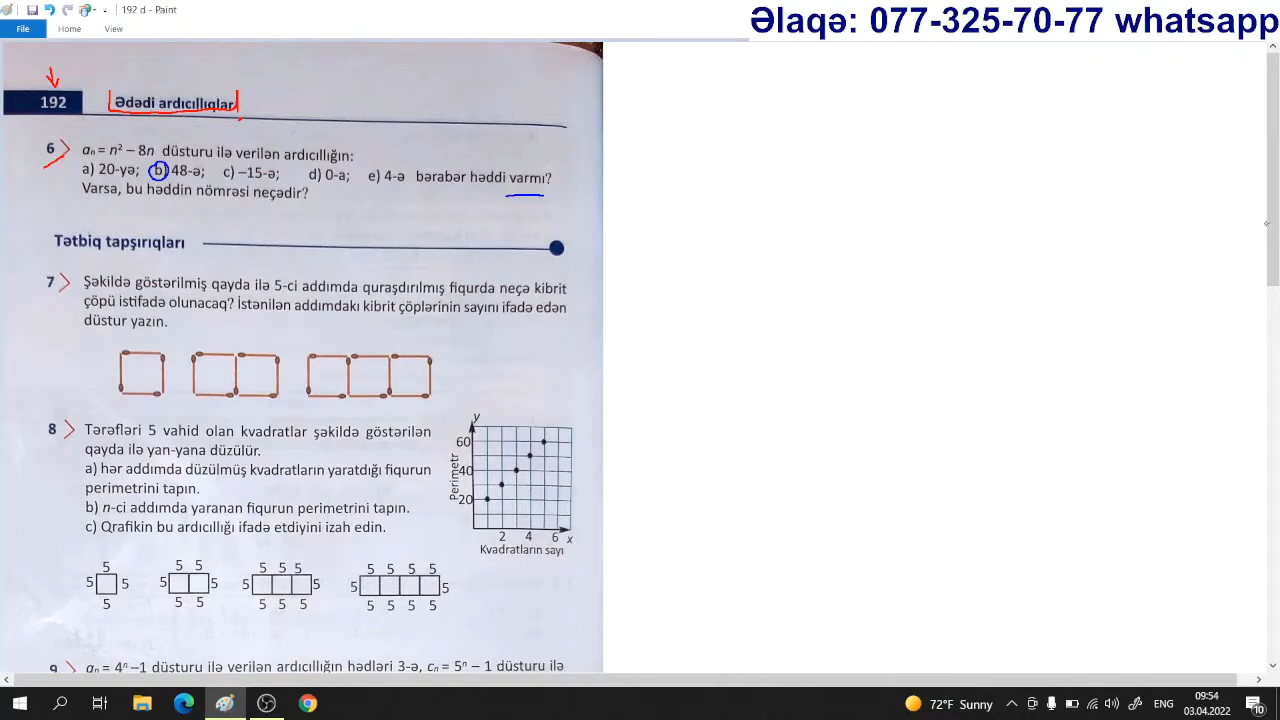 192 d - Paint
Əlaqə: 077-325-70-77 whatsapp
File Home View
192 Ədədi ardıcıllıqlar
6 aₙ = n² – 8n düsturu ilə verilən ardıcıllığın:
a) 20-yə; b) 48-ə; c) –15-ə; d) 0-a; e) 4-ə bərabər həddi varmı?
Varsa, bu həddin nömrəsi neçədir?
Tətbiq tapşırıqları
7 Şəkildə göstərilmiş qayda ilə 5-ci addımda quraşdırılmış fiqurda neçə kibrit
çöpü istifadə olunacaq? İstənilən addımdakı kibrit çöplərinin sayını ifadə edən
düstur yazın.
8 Tərəfləri 5 vahid olan kvadratlar şəkildə göstərilən
qayda ilə yan-yana düzülür.
a) hər addımda düzülmüş kvadratların yaratdığı fiqurun
perimetrini tapın.
b) n-ci addımda yaranan fiqurun perimetrini tapın.
c) Qrafikin bu ardıcıllığı ifadə etdiyini izah edin.
y
60
40
20
Perimetr
2 4 6 x
Kvadratların sayı
5 5 5 5 5 5 5 5 5 5
5 5 5 5 5 5 5 5
5 5 5 5 5 5 5 5 5 5
9 aₙ = 4ⁿ –1 düsturu ilə verilən ardıcıllığın hədləri 3-ə, cₙ = 5ⁿ – 1 düsturu ilə
72°F Sunny ENG 09:54
03.04.2022 10